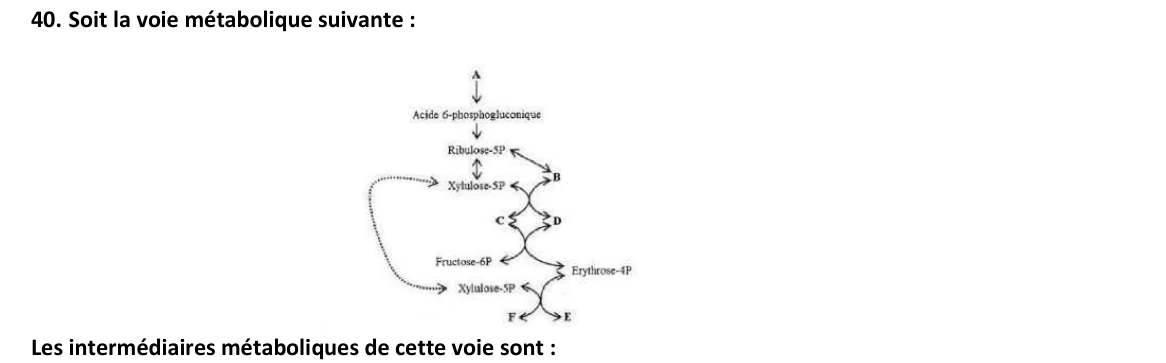 40. Soit la voie métabolique suivante :
A
Acide 6-phosphogluconique
Ribulose-5P
B
Xylulose-5P
C
D
Fructose-6P
Erythrose-4P
Xylulose-5P
F
E
Les intermédiaires métaboliques de cette voie sont :